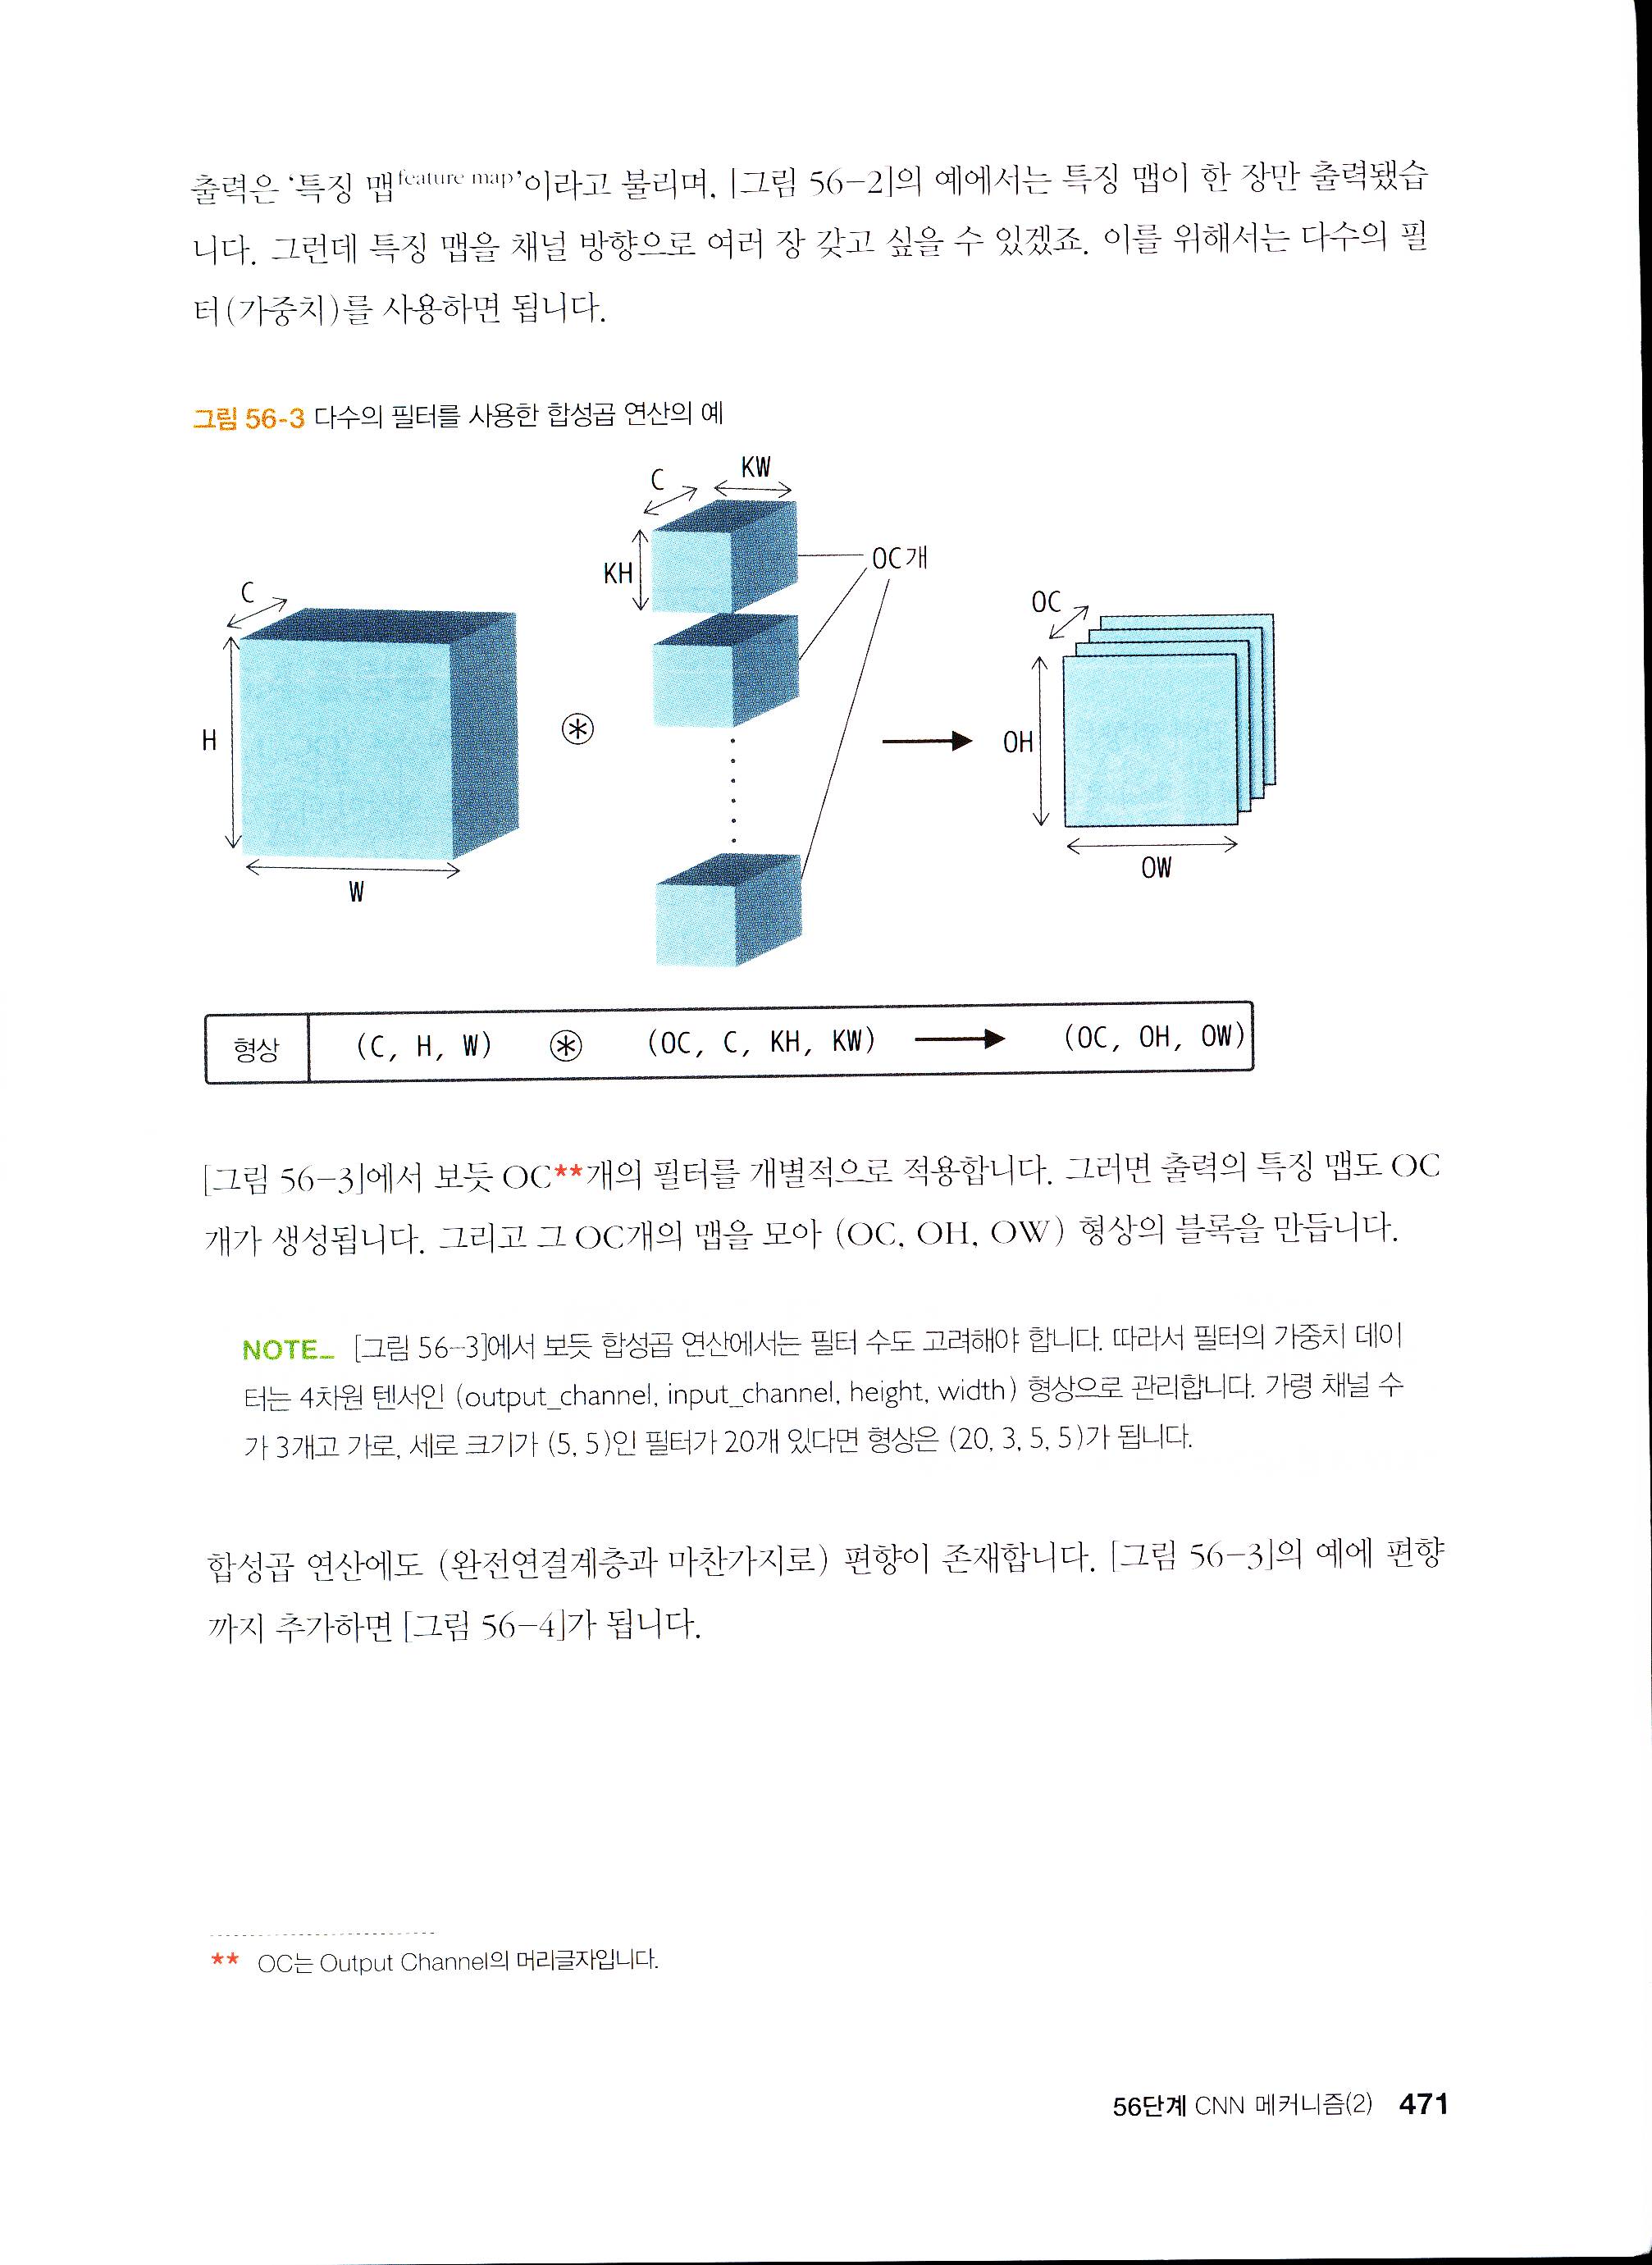 출력은 ‘특징 맵feature map’이라고 불리며, [그림 56-2]의 예에서는 특징 맵이 한 장만 출력됐습
니다. 그런데 특징 맵을 채널 방향으로 여러 장 갖고 싶을 수 있겠죠. 이를 위해서는 다수의 필
터(가중치)를 사용하면 됩니다.
그림 56-3 다수의 필터를 사용한 합성곱 연산의 예
C
KW
KH
OC개
C
H
W
OC
OH
OW
형상 (C, H, W) ⊛ (OC, C, KH, KW) → (OC, OH, OW)
[그림 56-3]에서 보듯 OC**개의 필터를 개별적으로 적용합니다. 그러면 출력의 특징 맵도 OC
개가 생성됩니다. 그리고 그 OC개의 맵을 모아 (OC, OH, OW) 형상의 블록을 만듭니다.
NOTE_ [그림 56-3]에서 보듯 합성곱 연산에서는 필터 수도 고려해야 합니다. 따라서 필터의 가중치 데이
터는 4차원 텐서인 (output_channel, input_channel, height, width) 형상으로 관리합니다. 가령 채널 수
가 3개고 가로, 세로 크기가 (5, 5)인 필터가 20개 있다면 형상은 (20, 3, 5, 5)가 됩니다.
합성곱 연산에도 (완전연결계층과 마찬가지로) 편향이 존재합니다. [그림 56-3]의 예에 편향
까지 추가하면 [그림 56-4]가 됩니다.
** OC는 Output Channel의 머리글자입니다.
56단계 CNN 메커니즘(2) 471